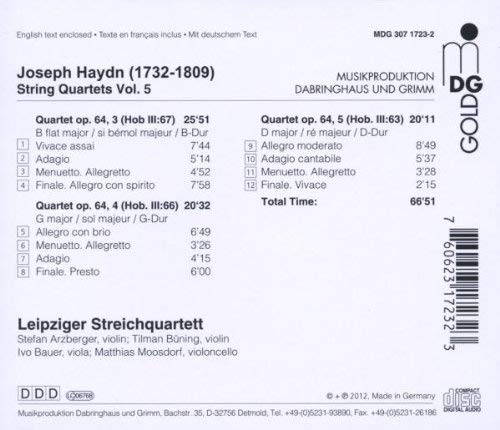 English text enclosed • Texte en français inclus • Mit deutschem Text
MDG 307 1723-2
Joseph Haydn (1732-1809)
String Quartets Vol. 5
MUSIKPRODUKTION
DABRINGHAUS UND GRIMM
MDG
GOLD
Quartet op. 64, 3 (Hob III:67) 25'51
B flat major / si bémol majeur / B-Dur
1 Vivace assai 7'44
2 Adagio 5'14
3 Menuetto. Allegretto 4'52
4 Finale. Allegro con spirito 7'58
Quartet op. 64, 4 (Hob. III:66) 20'32
G major / sol majeur / G-Dur
5 Allegro con brio 6'49
6 Menuetto. Allegretto 3'26
7 Adagio 4'15
8 Finale. Presto 6'00
Quartet op. 64, 5 (Hob. III:63) 20'11
D major / ré majeur / D-Dur
9 Allegro moderato 8'49
10 Adagio cantabile 5'37
11 Menuetto. Allegretto 3'28
12 Finale. Vivace 2'15
Total Time: 66'51
7 60623 17232 3
Leipziger Streichquartett
Stefan Arzberger, violin; Tilman Büning, violin
Ivo Bauer, viola; Matthias Moosdorf, violoncello
D D D
LC 06768
© + ℗ 2012, Made in Germany
COMPACT
disc
DIGITAL AUDIO
Musikproduktion Dabringhaus und Grimm, Bachstr. 35, D-32756 Detmold, Tel. +49-(0)5231-93890, Fax. +49-(0)5231-26186